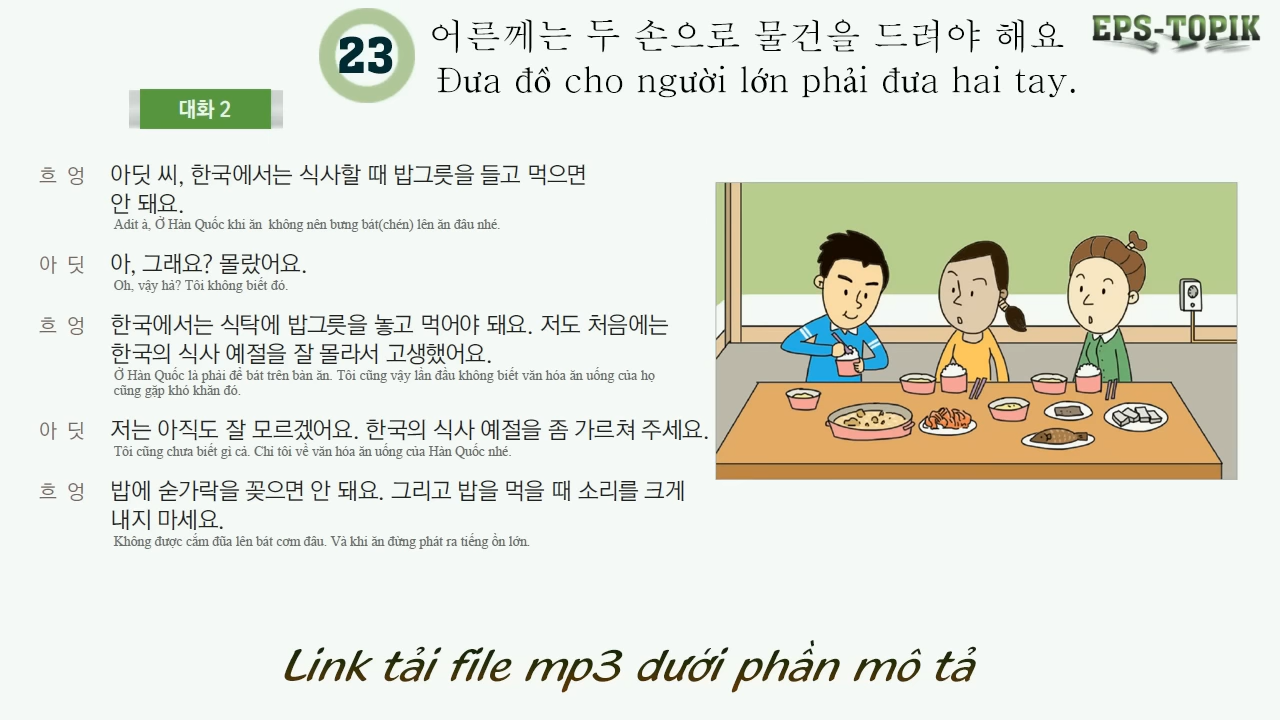 23
어른께는 두 손으로 물건을 드려야 해요
Đưa đồ cho người lớn phải đưa hai tay.
EPS-TOPIK
대화 2
흐 엉 아딧 씨, 한국에서는 식사할 때 밥그릇을 들고 먹으면
안 돼요.
Adit à, Ở Hàn Quốc khi ăn không nên bưng bát(chén) lên ăn đâu nhé.
아 딧 아, 그래요? 몰랐어요.
Oh, vậy hả? Tôi không biết đó.
흐 엉 한국에서는 식탁에 밥그릇을 놓고 먹어야 돼요. 저도 처음에는
한국의 식사 예절을 잘 몰라서 고생했어요.
Ở Hàn Quốc là phải để bát trên bàn ăn. Tôi cũng vậy lần đầu không biết văn hóa ăn uống của họ
cũng gặp khó khăn đó.
아 딧 저는 아직도 잘 모르겠어요. 한국의 식사 예절을 좀 가르쳐 주세요.
Tôi cũng chưa biết gì cả. Chỉ tôi về văn hóa ăn uống của Hàn Quốc nhé.
흐 엉 밥에 숟가락을 꽂으면 안 돼요. 그리고 밥을 먹을 때 소리를 크게
내지 마세요.
Không được cắm đũa lên bát cơm đâu. Và khi ăn đừng phát ra tiếng ồn lớn.
Link tải file mp3 dưới phần mô tả